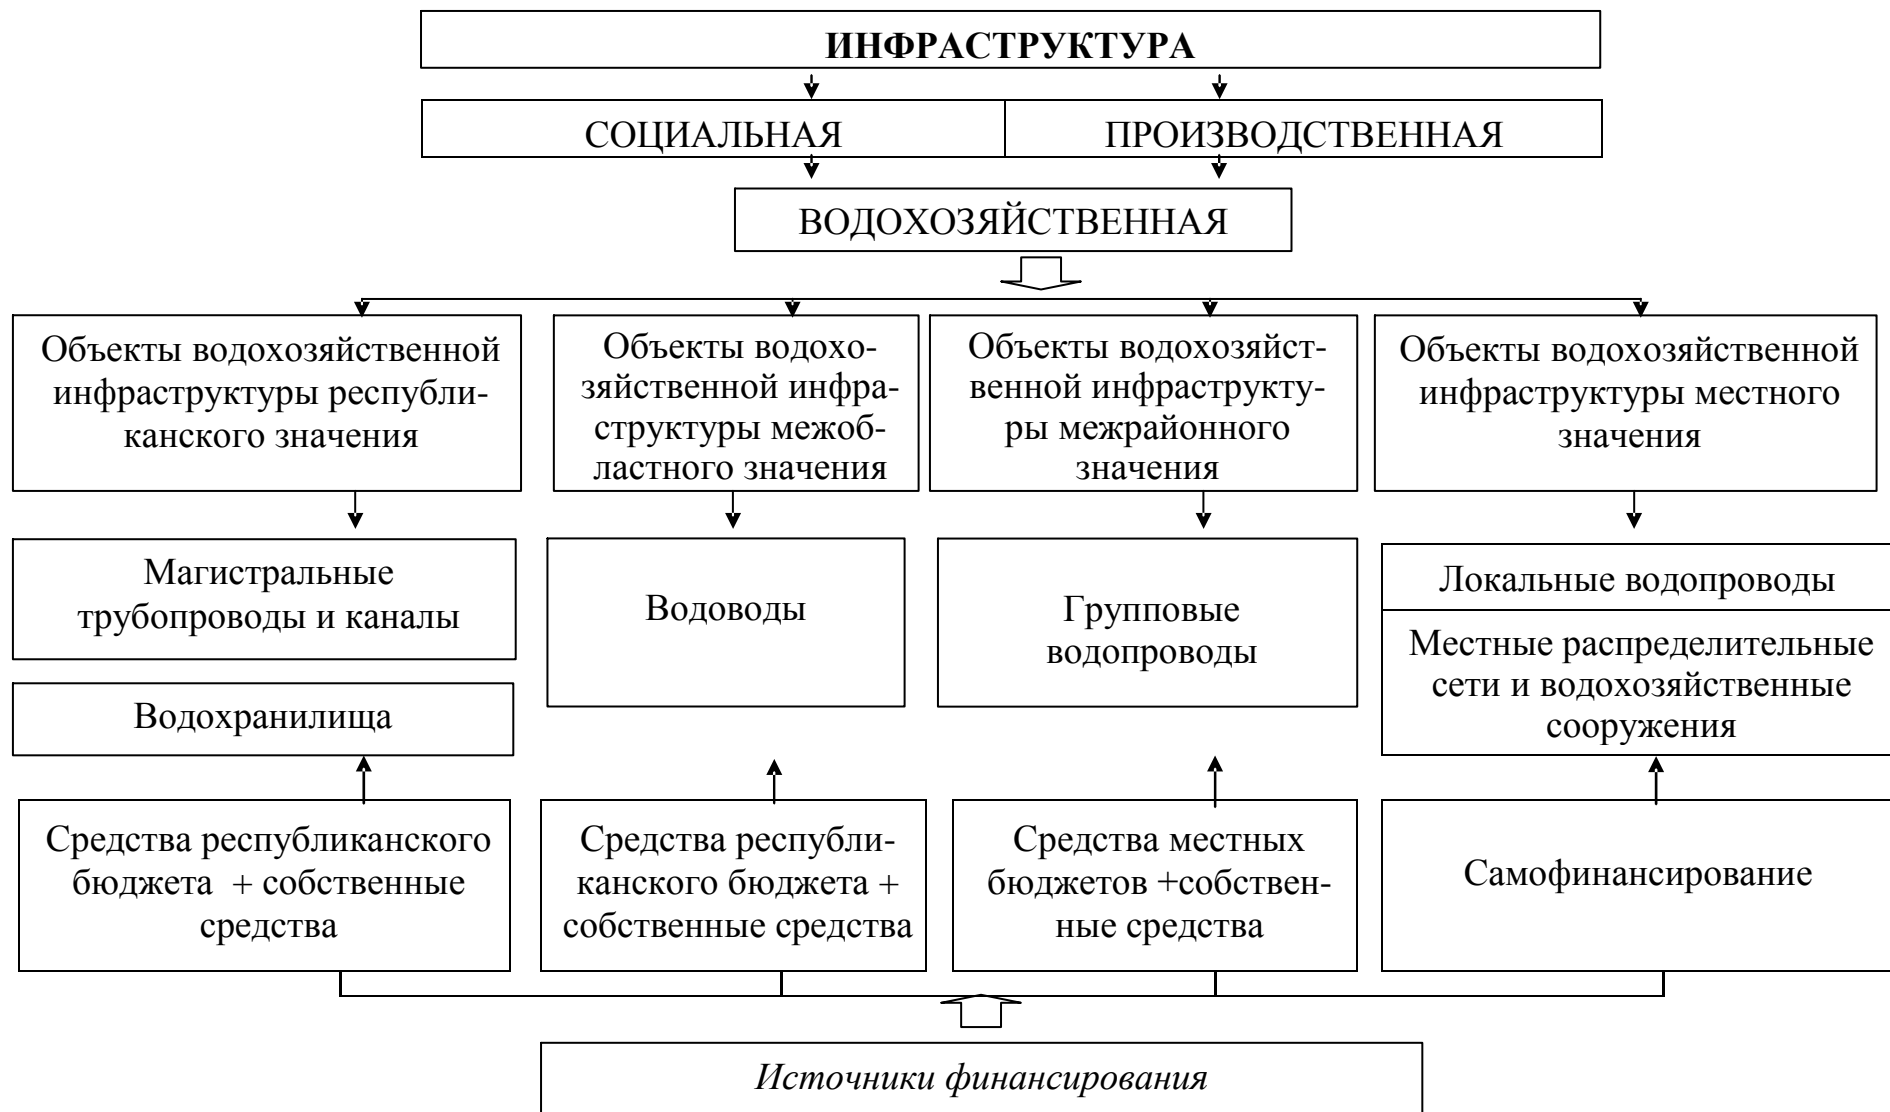 ИНФРАСТРУКТУРА
СОЦИАЛЬНАЯ
ПРОИЗВОДСТВЕННАЯ
ВОДОХОЗЯЙСТВЕННАЯ
Объекты водохозяйственной
инфраструктуры республи-
канского значения
Объекты водохо-
зяйственной инфра-
структуры межоб-
ластного значения
Объекты водохозяйст-
венной инфраструкту-
ры межрайонного
значения
Объекты водохозяйственной
инфраструктуры местного
значения
Магистральные
трубопроводы и каналы
Водохранилища
Водоводы
Групповые
водопроводы
Локальные водопроводы
Местные распределительные
сети и водохозяйственные
сооружения
Средства республиканского
бюджета + собственные
средства
Средства республи-
канского бюджета +
собственные средства
Средства местных
бюджетов +собствен-
ные средства
Самофинансирование
Источники финансирования